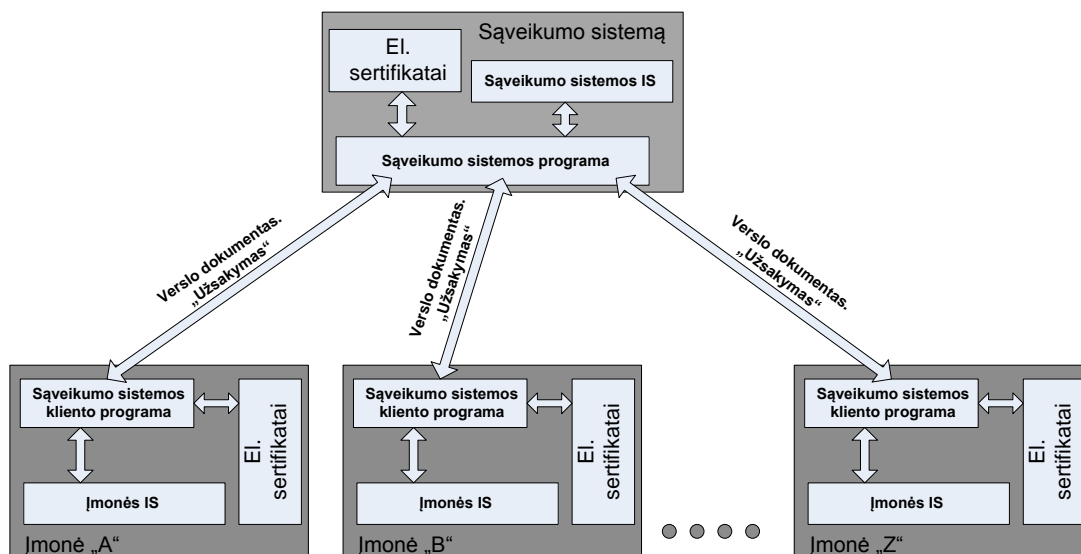 Sąveikumo sistemą
El.
sertifikatai
Sąveikumo sistemos IS
Sąveikumo sistemos programa
Verslo dokumentas.
„Užsakymas“
Verslo dokumentas.
„Užsakymas“
Verslo dokumentas.
„Užsakymas“
Sąveikumo sistemos
kliento programa
El.
sertifikatai
Įmonės IS
Įmonė „A“
Sąveikumo sistemos
kliento programa
El.
sertifikatai
Įmonės IS
Įmonė „B“
Sąveikumo sistemos
kliento programa
El.
sertifikatai
Įmonės IS
Įmonė „Z“